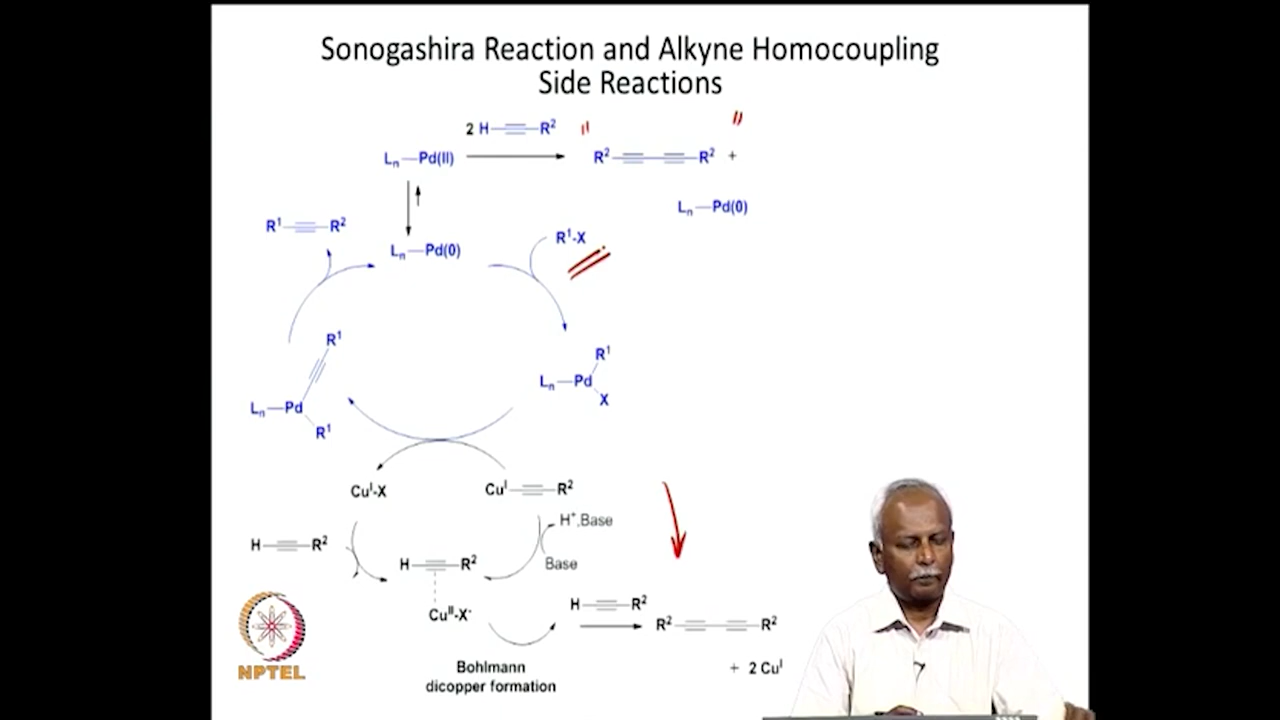 Sonogashira Reaction and Alkyne Homocoupling
Side Reactions
2 H R²
Lₙ—Pd(II)
R² R² +
Lₙ—Pd(0)
R¹ R²
Lₙ—Pd(0)
R¹-X
R¹
Lₙ—Pd
X
R¹
Lₙ—Pd
R¹
Cuᴵ-X
Cuᴵ R²
H⁺,Base
H R²
Base
H R²
Cuᴵᴵ-X⁻
H R²
R² R²
+ 2 Cuᴵ
Bohlmann
dicopper formation
NPTEL